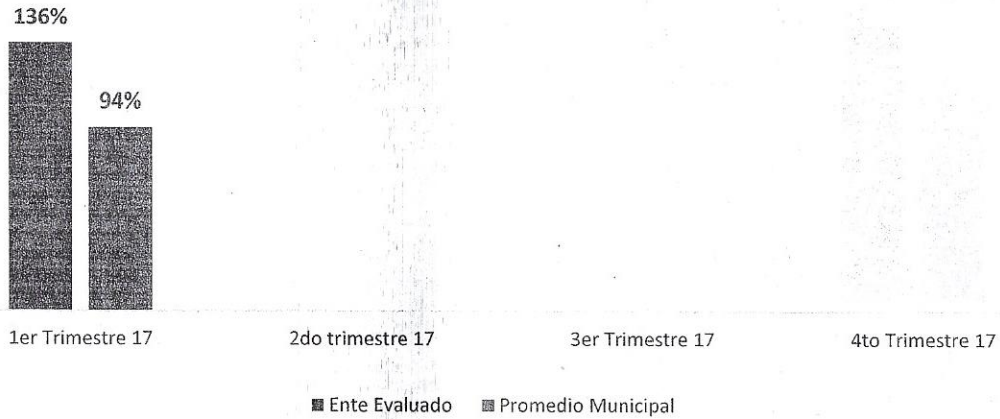 136%
94%
1er Trimestre 17 2do trimestre 17 3er Trimestre 17 4to Trimestre 17
Ente Evaluado Promedio Municipal